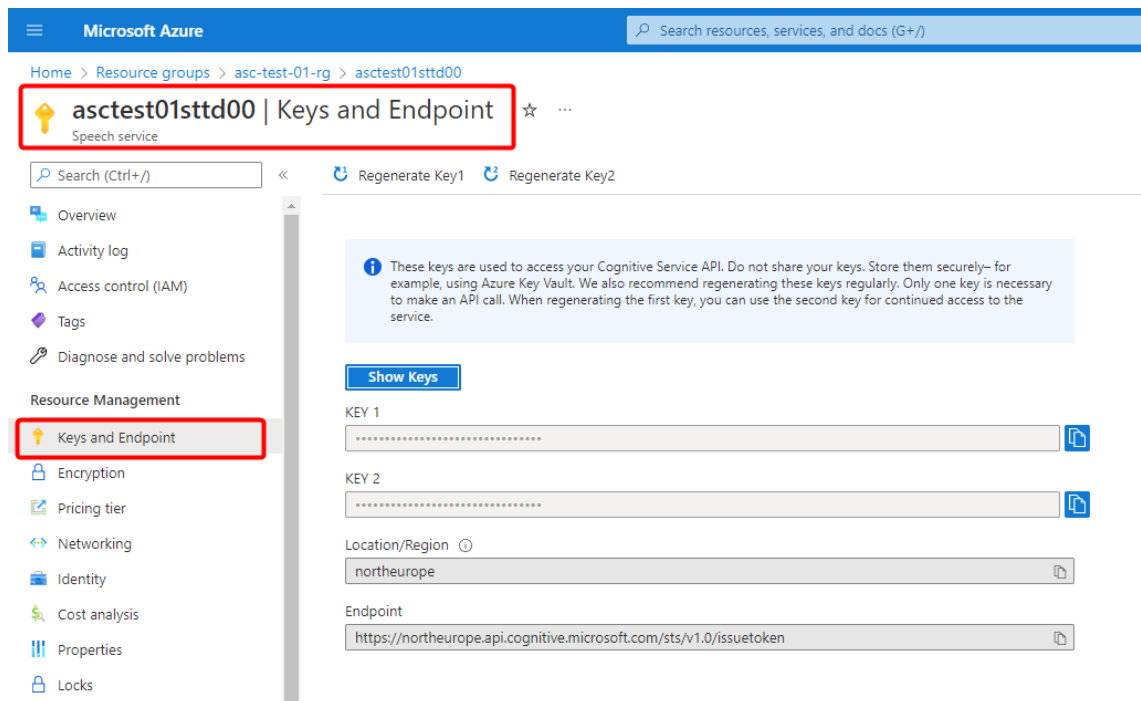 Microsoft Azure
Search resources, services, and docs (G+/)
Home > Resource groups > asc-test-01-rg > asctest01sttd00
asctest01sttd00 | Keys and Endpoint
Speech service
Search (Ctrl+/)
Regenerate Key1
Regenerate Key2
Overview
Activity log
Access control (IAM)
Tags
Diagnose and solve problems
Resource Management
Keys and Endpoint
Encryption
Pricing tier
Networking
Identity
Cost analysis
Properties
Locks
These keys are used to access your Cognitive Service API. Do not share your keys. Store them securely– for
example, using Azure Key Vault. We also recommend regenerating these keys regularly. Only one key is necessary
to make an API call. When regenerating the first key, you can use the second key for continued access to the
service.
Show Keys
KEY 1
KEY 2
Location/Region
northeurope
Endpoint
https://northeurope.api.cognitive.microsoft.com/sts/v1.0/issuetoken